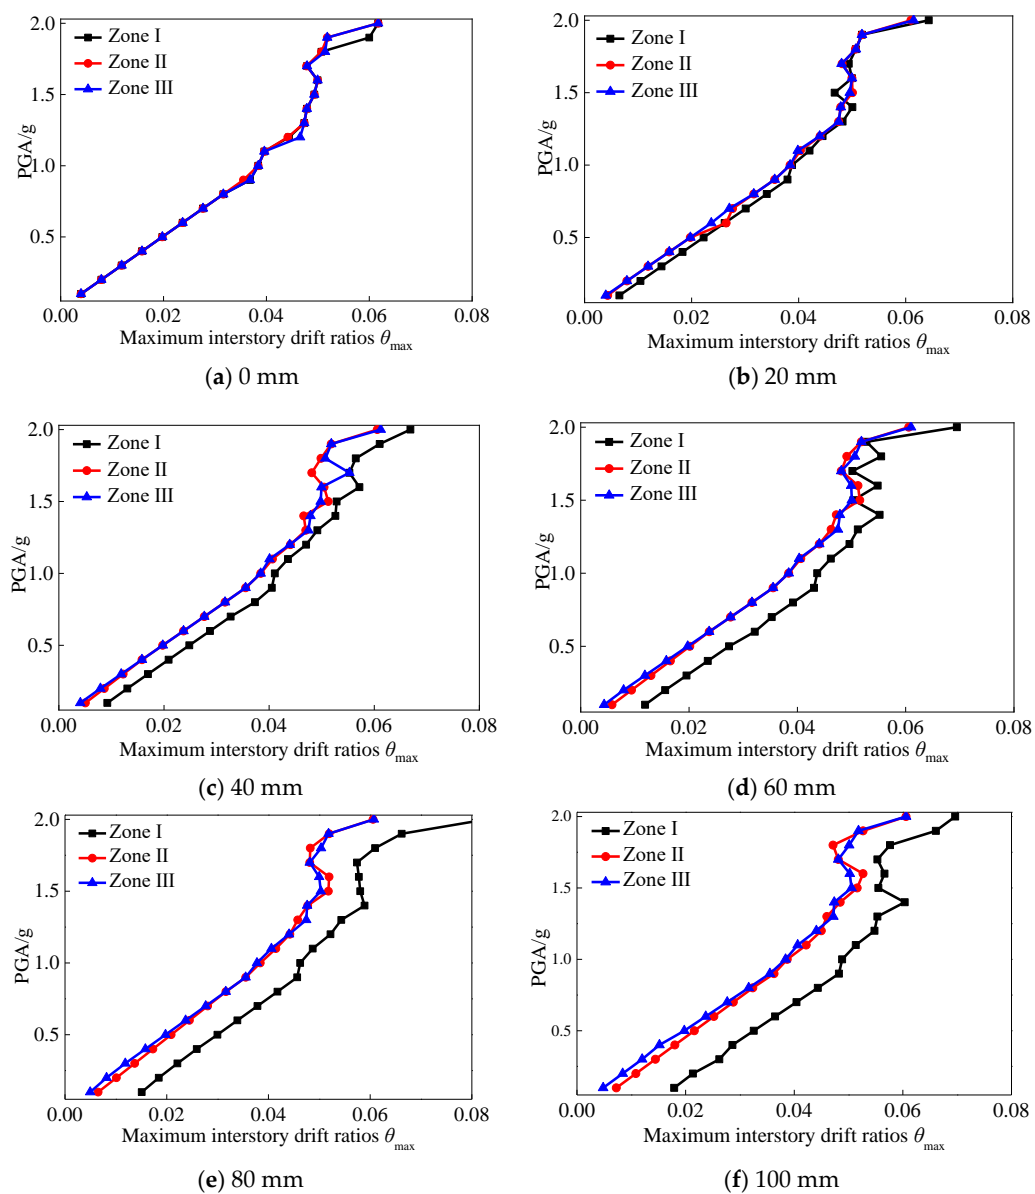 2.0
1.5
1.0
0.5
PGA/g
Zone I
Zone II
Zone III
0.00 0.02 0.04 0.06 0.08
Maximum interstory drift ratios θmax
(a) 0 mm
2.0
1.5
1.0
0.5
PGA/g
Zone I
Zone II
Zone III
0.00 0.02 0.04 0.06 0.08
Maximum interstory drift ratios θmax
(b) 20 mm
2.0
1.5
1.0
0.5
PGA/g
Zone I
Zone II
Zone III
0.00 0.02 0.04 0.06 0.08
Maximum interstory drift ratios θmax
(c) 40 mm
2.0
1.5
1.0
0.5
PGA/g
Zone I
Zone II
Zone III
0.00 0.02 0.04 0.06 0.08
Maximum interstory drift ratios θmax
(d) 60 mm
2.0
1.5
1.0
0.5
PGA/g
Zone I
Zone II
Zone III
0.00 0.02 0.04 0.06 0.08
Maximum interstory drift ratios θmax
(e) 80 mm
2.0
1.5
1.0
0.5
PGA/g
Zone I
Zone II
Zone III
0.00 0.02 0.04 0.06 0.08
Maximum interstory drift ratios θmax
(f) 100 mm